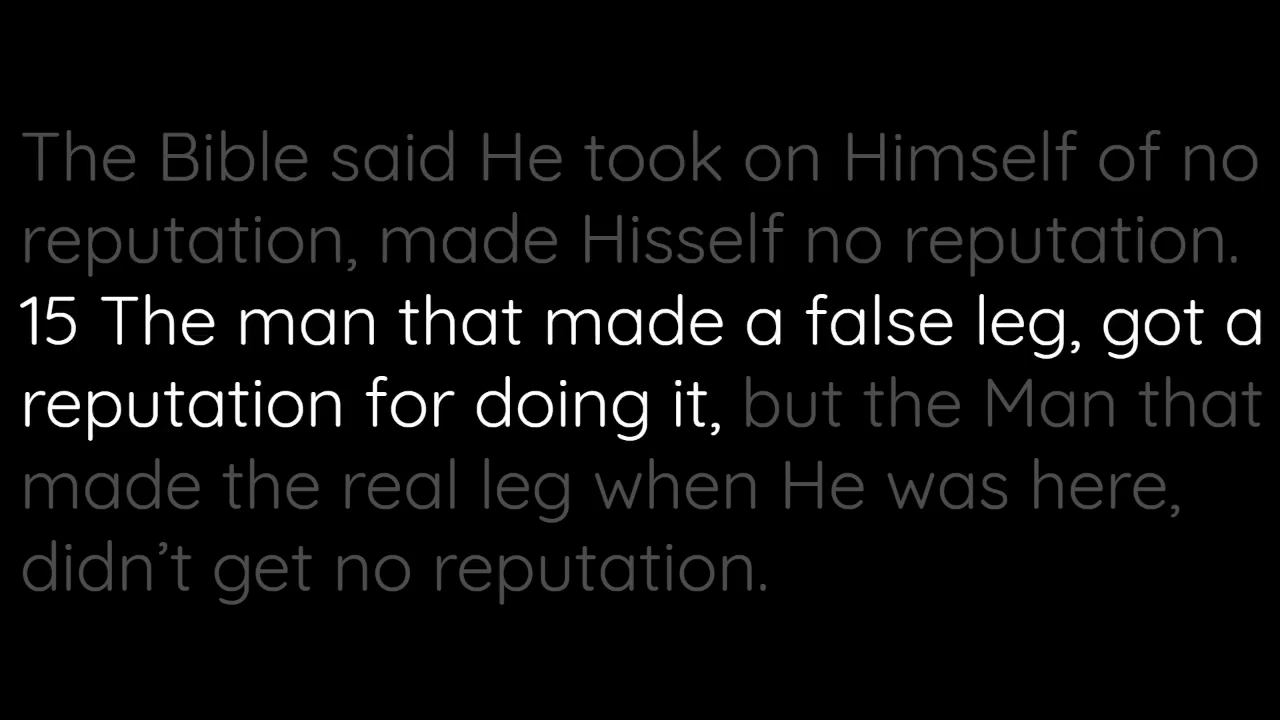 The Bible said He took on Himself of no
reputation, made Hisself no reputation.
15 The man that made a false leg, got a
reputation for doing it, but the Man that
made the real leg when He was here,
didn’t get no reputation.